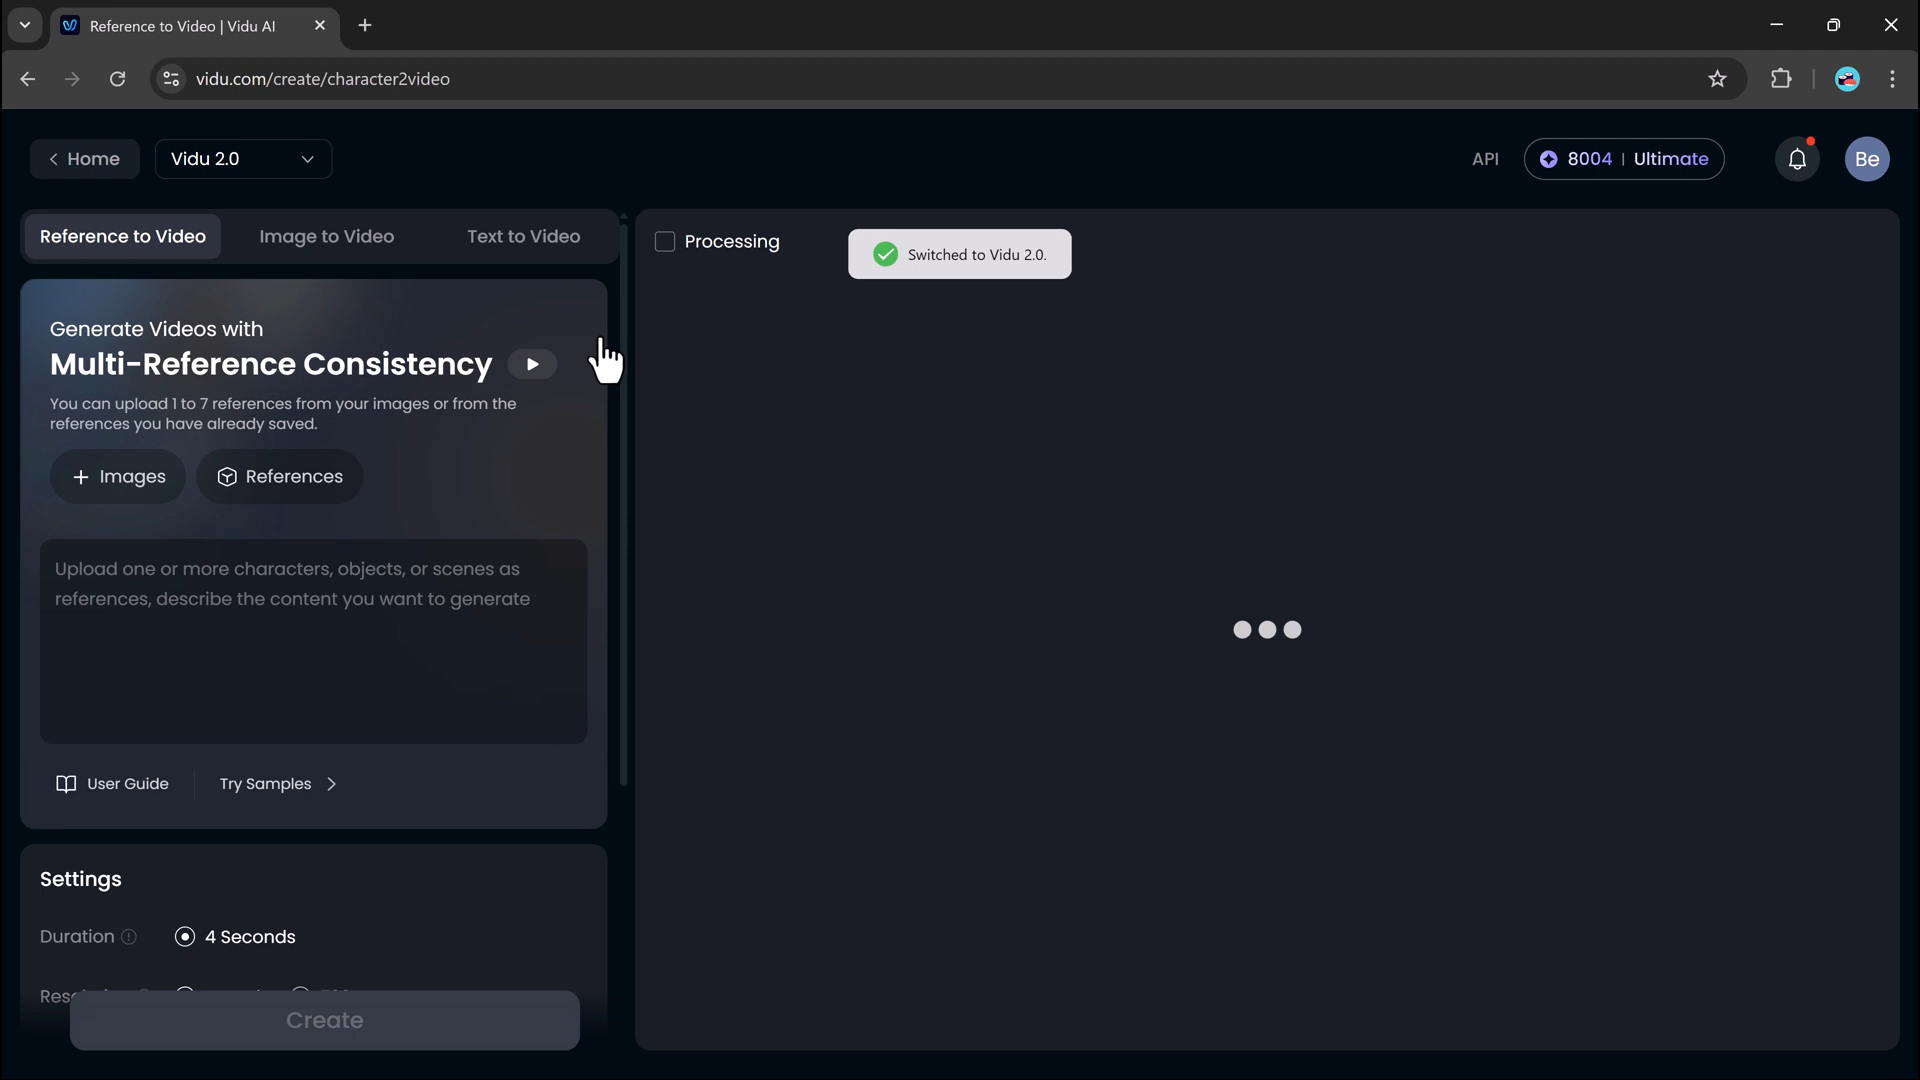 Reference to Video | Vidu AI
vidu.com/create/character2video
Home
Vidu 2.0
API
8004 | Ultimate
Be
Reference to Video
Image to Video
Text to Video
Processing
Switched to Vidu 2.0.
Generate Videos with
Multi-Reference Consistency
You can upload 1 to 7 references from your images or from the
references you have already saved.
Images
References
Upload one or more characters, objects, or scenes as
references, describe the content you want to generate
User Guide
Try Samples
Settings
Duration
4 Seconds
Create